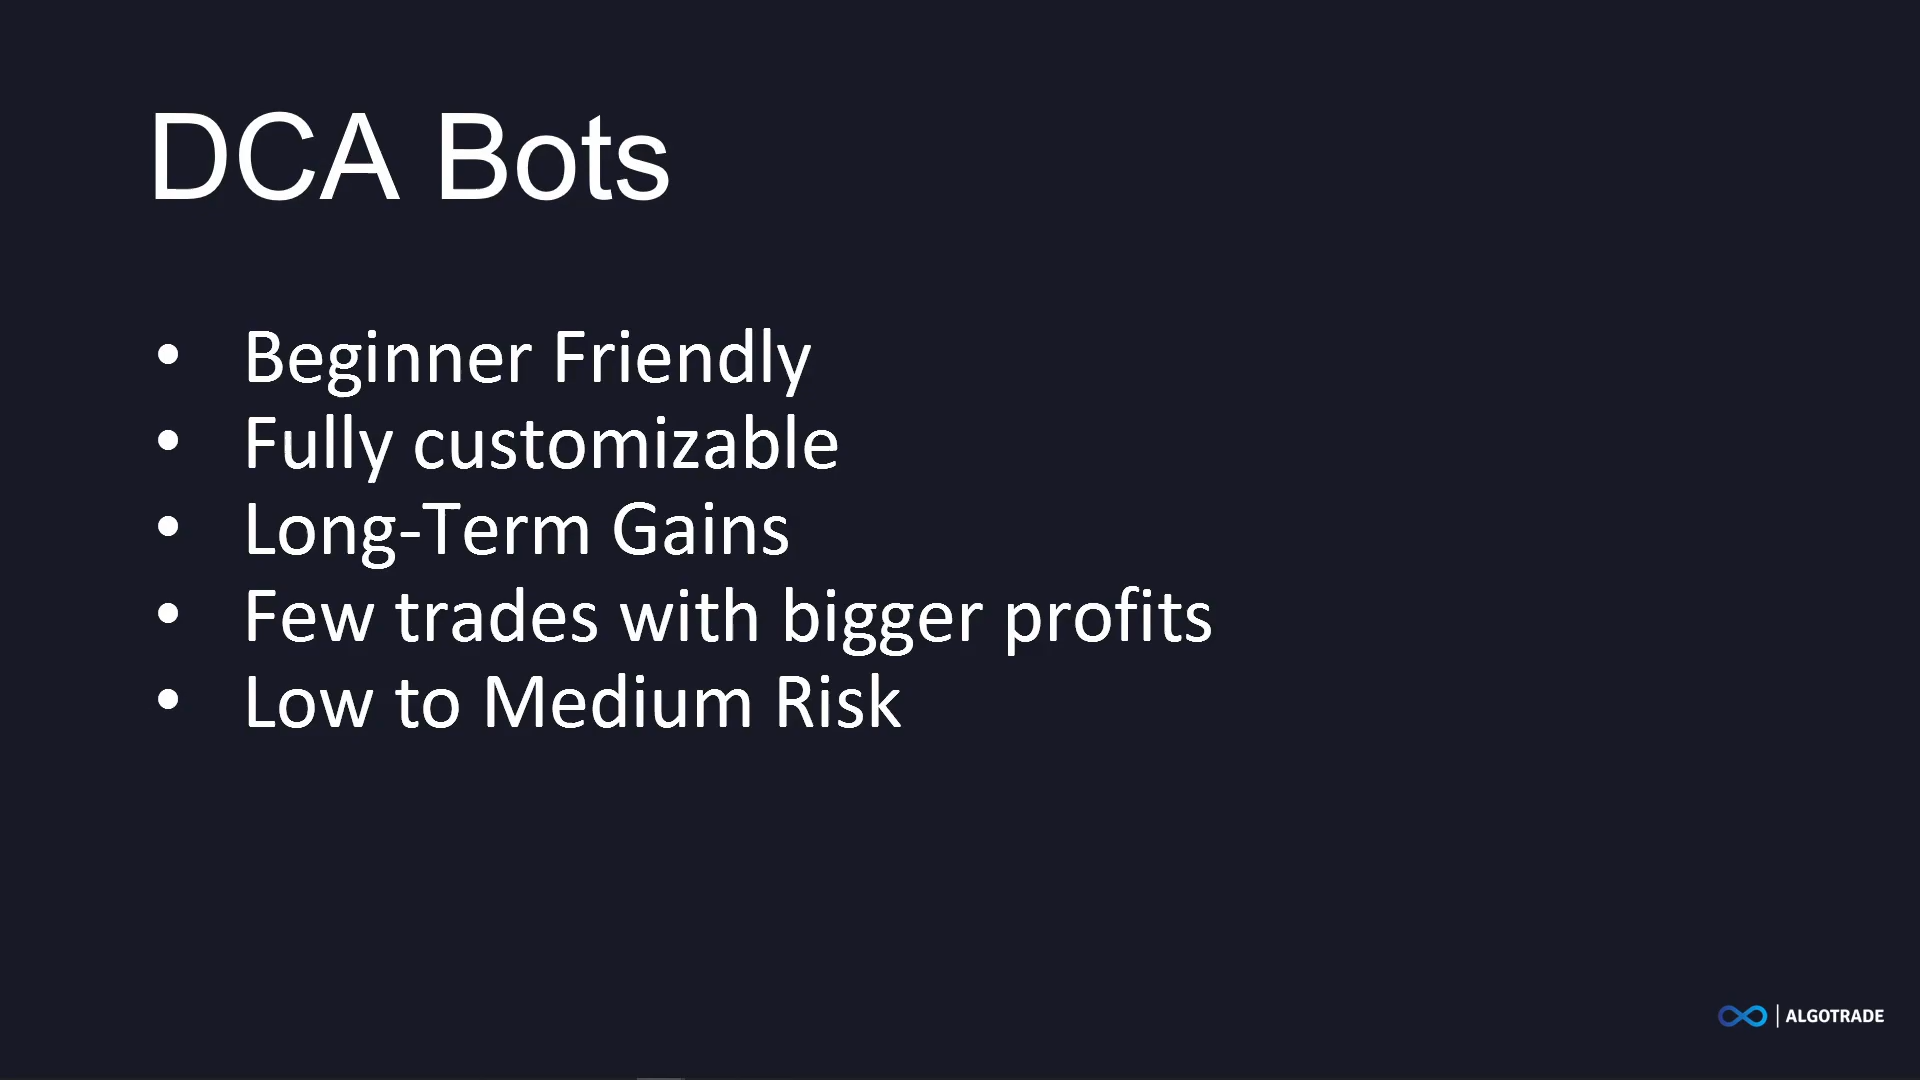 DCA Bots
• Beginner Friendly
• Fully customizable
• Long-Term Gains
• Few trades with bigger profits
• Low to Medium Risk
ALGOTRADE